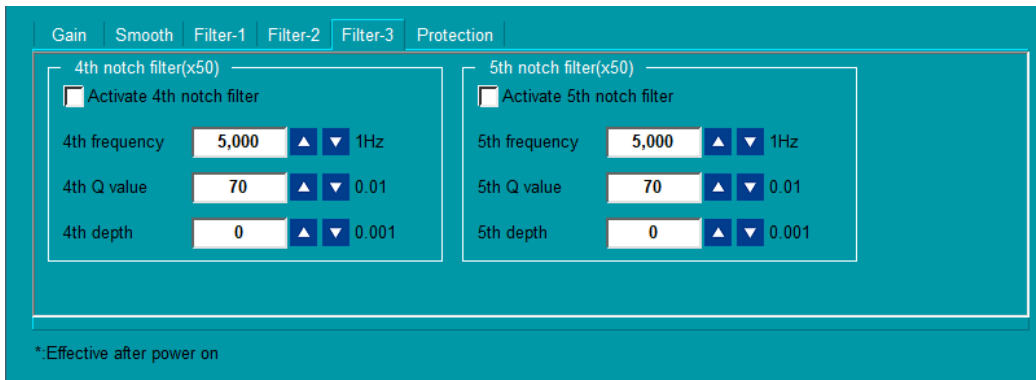 Gain Smooth Filter-1 Filter-2 Filter-3 Protection
4th notch filter(x50) 5th notch filter(x50)
Activate 4th notch filter Activate 5th notch filter
4th frequency 5,000 1Hz 5th frequency 5,000 1Hz
4th Q value 70 0.01 5th Q value 70 0.01
4th depth 0 0.001 5th depth 0 0.001
*:Effective after power on